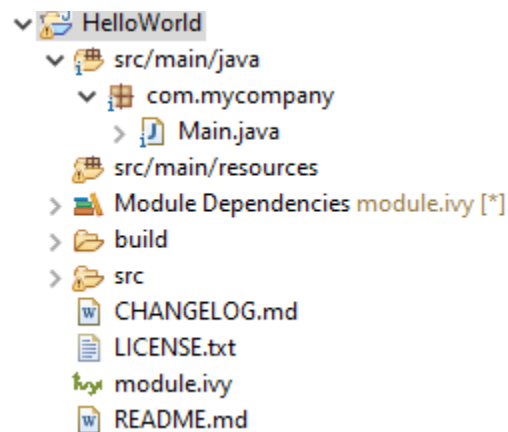 HelloWorld
src/main/java
com.mycompany
Main.java
src/main/resources
Module Dependencies module.ivy [*]
build
src
CHANGELOG.md
LICENSE.txt
module.ivy
README.md